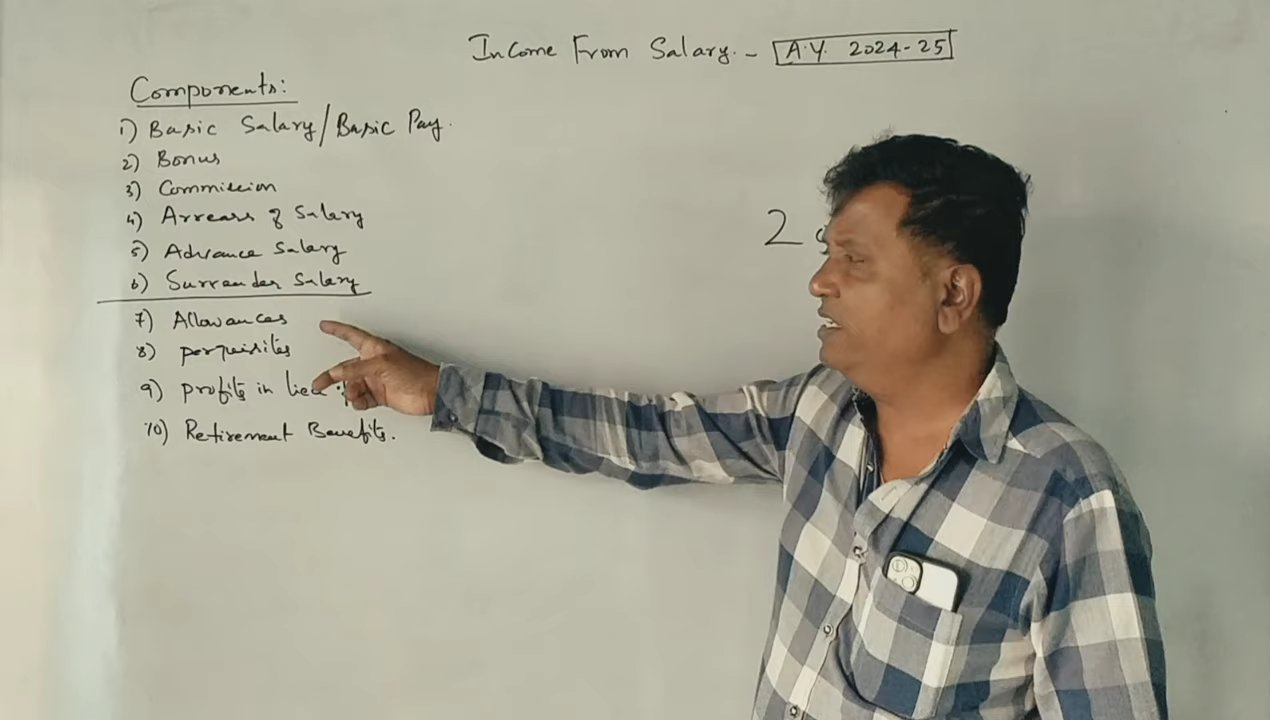 Income From Salary. - A.Y. 2024-25
Components:
1) Basic Salary/Basic Pay.
2) Bonus
3) Commission
4) Arrears of Salary
5) Advance Salary
6) Surrender Salary
7) Allowances
8) perquisites
9) profits in lieu
10) Retirement Benefits.
2